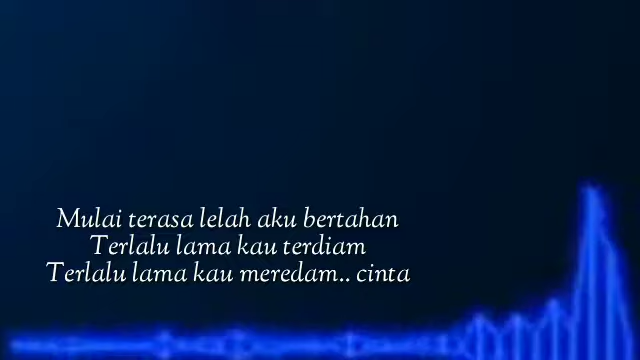 Mulai terasa lelah aku bertahan
Terlalu lama kau terdiam
Terlalu lama kau meredam.. cinta